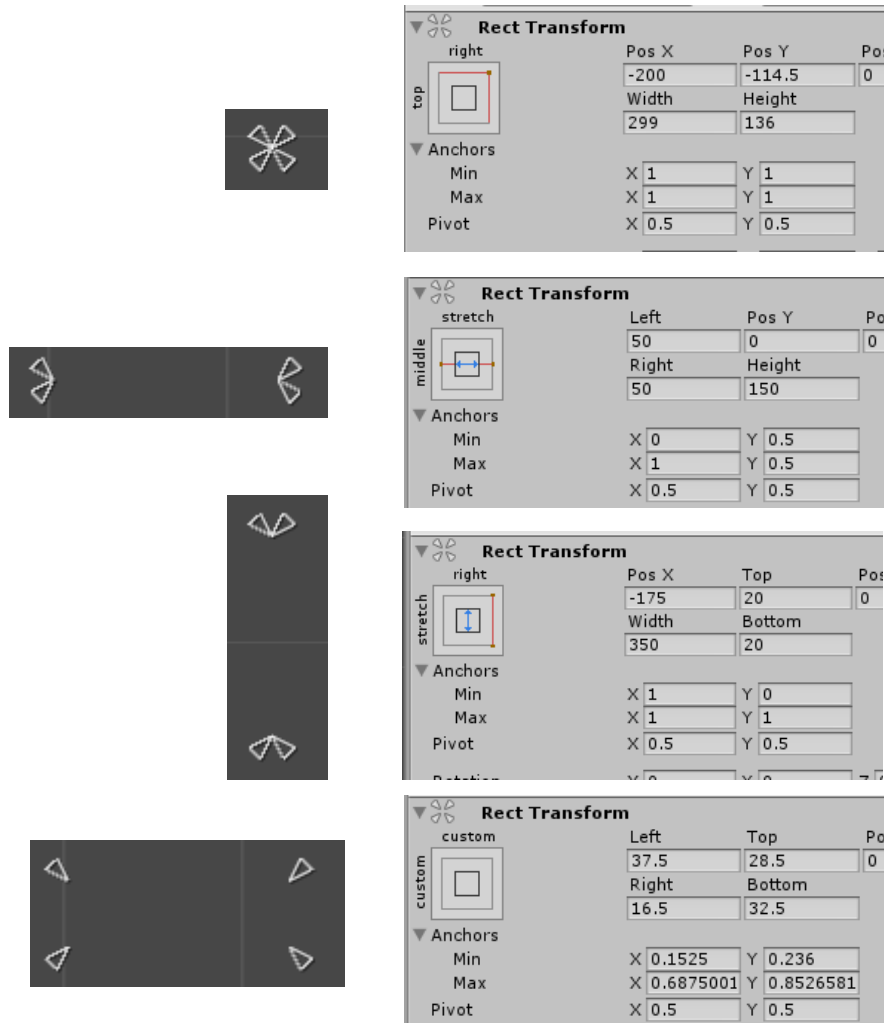 Rect Transform
right
top
Pos X Pos Y Pos
-200 -114.5 0
Width Height
299 136
Anchors
Min X 1 Y 1
Max X 1 Y 1
Pivot X 0.5 Y 0.5
Rect Transform
stretch
middle
Left Pos Y Po
50 0 0
Right Height
50 150
Anchors
Min X 0 Y 0.5
Max X 1 Y 0.5
Pivot X 0.5 Y 0.5
Rect Transform
right
stretch
Pos X Top Pos
-175 20 0
Width Bottom
350 20
Anchors
Min X 1 Y 0
Max X 1 Y 1
Pivot X 0.5 Y 0.5
Rect Transform
custom
custom
Left Top Po
37.5 28.5 0
Right Bottom
16.5 32.5
Anchors
Min X 0.1525 Y 0.236
Max X 0.6875001 Y 0.8526581
Pivot X 0.5 Y 0.5